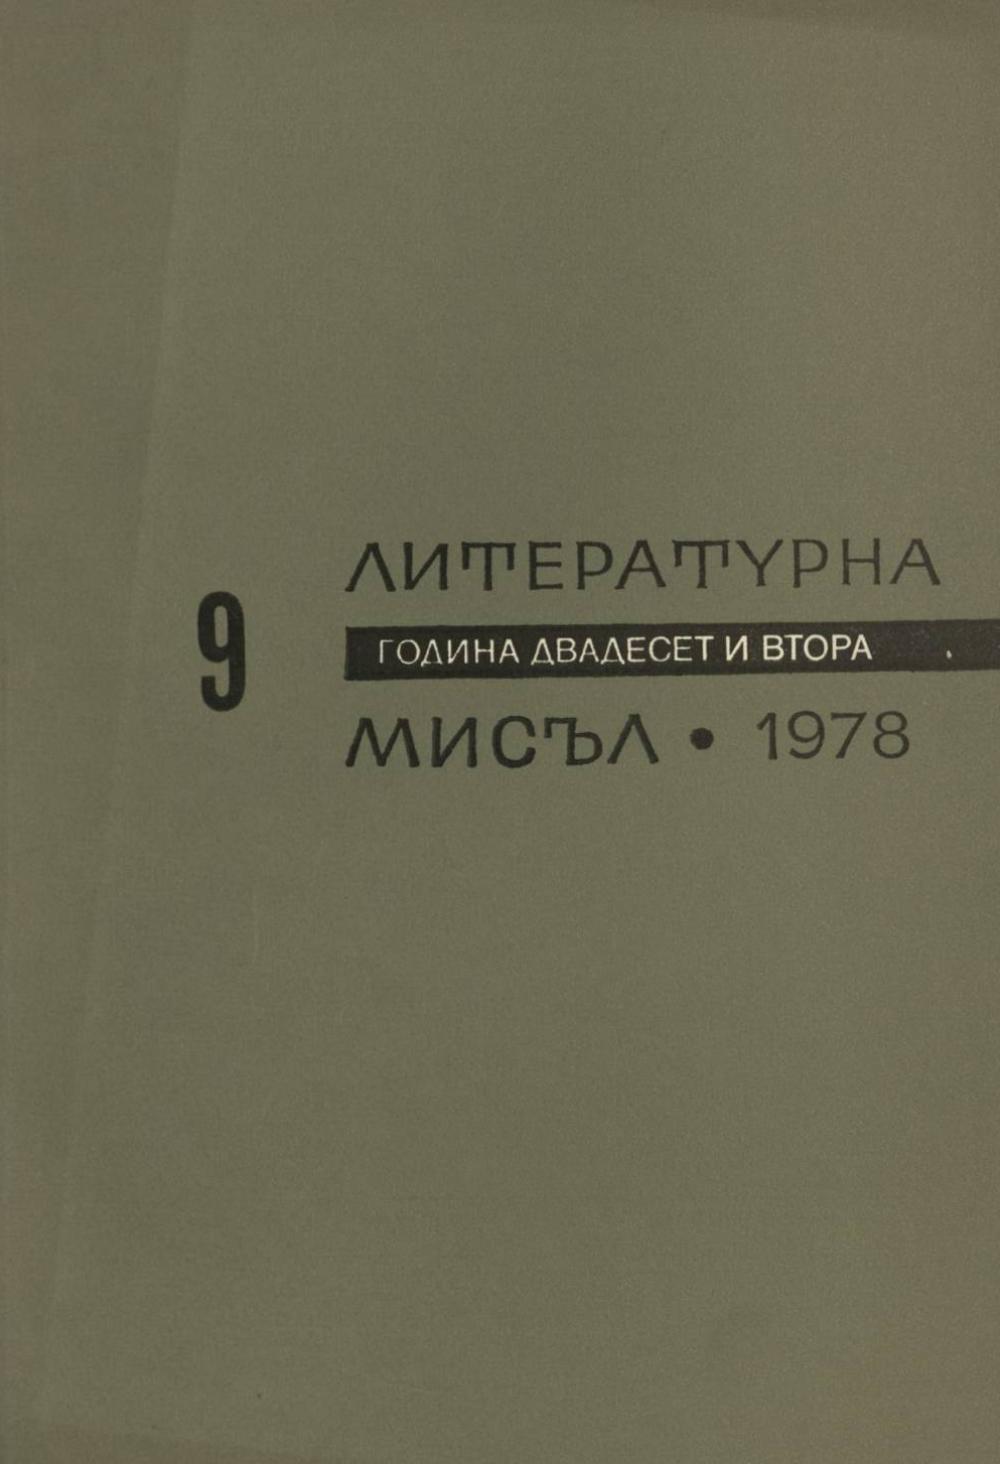 9
ЛИТЕРАТУРНА
ГОДИНА ДВАДЕСЕТ И ВТОРА
МИСЪЛ • 1978